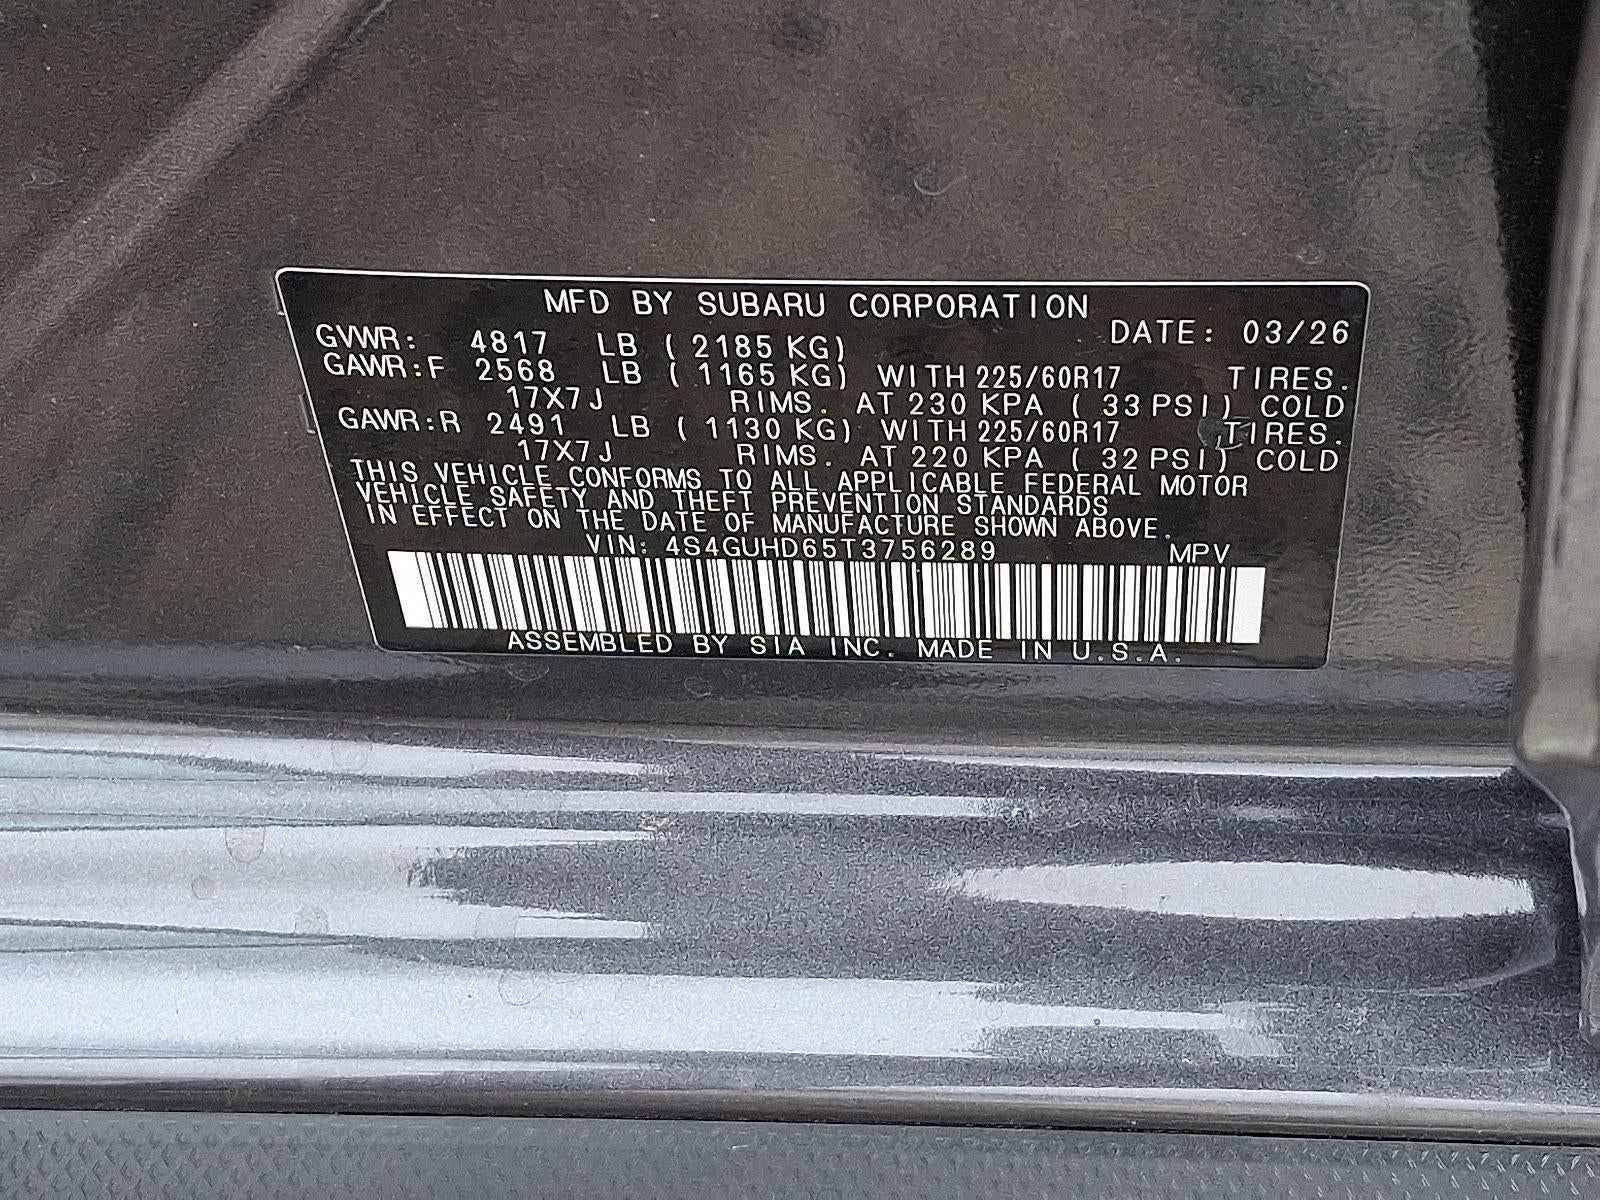 MFD BY SUBARU CORPORATION
GVWR: 4817 LB (2185 KG) DATE: 03/26
GAWR:F 2568 LB (1165 KG) WITH 225/60R17 TIRES.
17X7J RIMS. AT 230 KPA (33 PSI) COLD
GAWR:R 2491 LB (1130 KG) WITH 225/60R17 TIRES.
17X7J RIMS. AT 220 KPA (32 PSI) COLD
THIS VEHICLE CONFORMS TO ALL APPLICABLE FEDERAL MOTOR
VEHICLE SAFETY AND THEFT PREVENTION STANDARDS
IN EFFECT ON THE DATE OF MANUFACTURE SHOWN ABOVE.
VIN: 4S4GUHD65T3756289 MPV
ASSEMBLED BY SIA INC. MADE IN U.S.A.